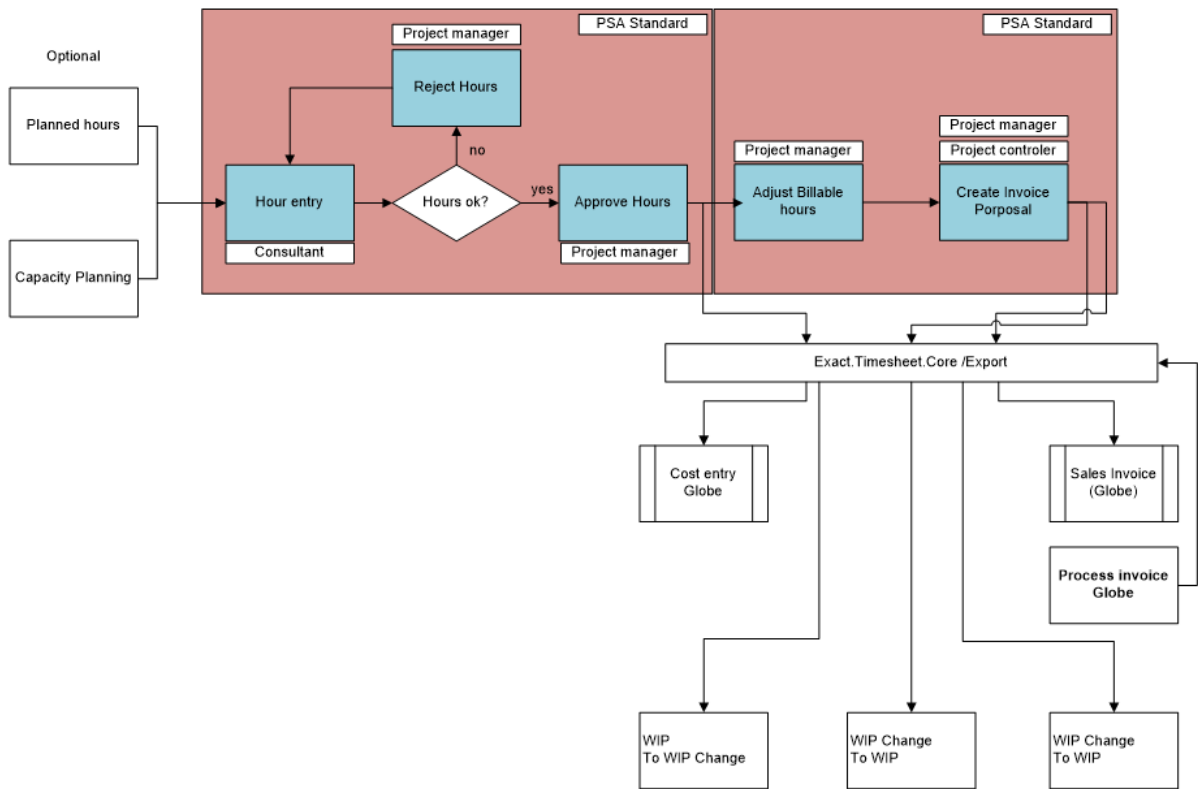 PSA Standard
PSA Standard
Project manager
Optional
Reject Hours
Planned hours
Project manager
Project manager
Project controler
no
Hour entry
Hours ok?
yes
Approve Hours
Adjust Billable
hours
Create Invoice
Porposal
Consultant
Project manager
Capacity Planning
Exact.Timesheet.Core /Export
Cost entry
Globe
Sales Invoice
(Globe)
Process invoice
Globe
WIP
To WIP Change
WIP Change
To WIP
WIP Change
To WIP